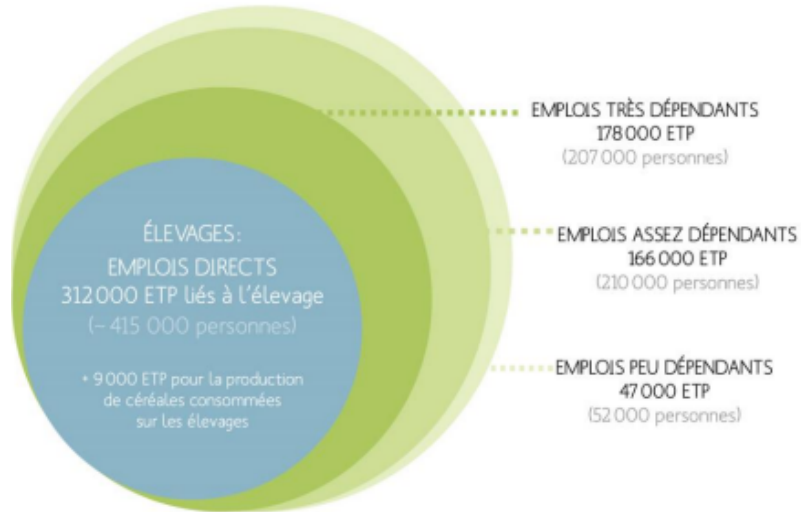 EMPLOIS TRÈS DÉPENDANTS
178 000 ETP
(207 000 personnes)
ÉLEVAGES:
EMPLOIS DIRECTS
312 000 ETP liés à l'élevage
(~ 415 000 personnes)
+ 9 000 ETP pour la production
de céréales consommées
sur les élevages
EMPLOIS ASSEZ DÉPENDANTS
166 000 ETP
(210 000 personnes)
EMPLOIS PEU DÉPENDANTS
47 000 ETP
(52 000 personnes)